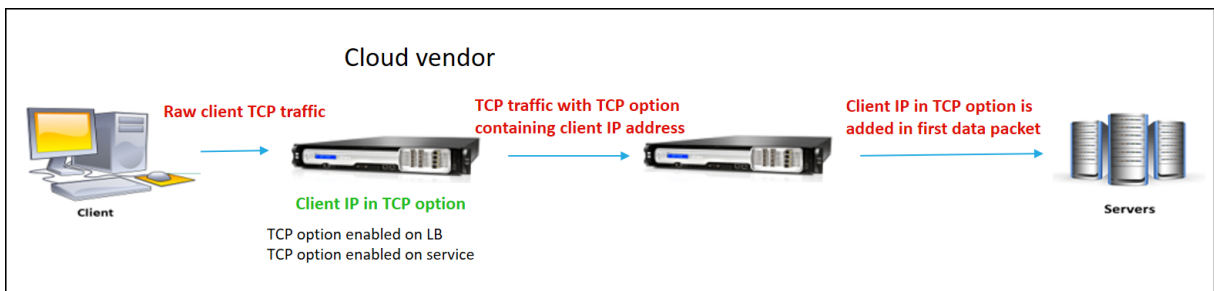 Cloud vendor
Raw client TCP traffic
TCP traffic with TCP option
containing client IP address
Client IP in TCP option is
added in first data packet
Client
Client IP in TCP option
Servers
TCP option enabled on LB
TCP option enabled on service